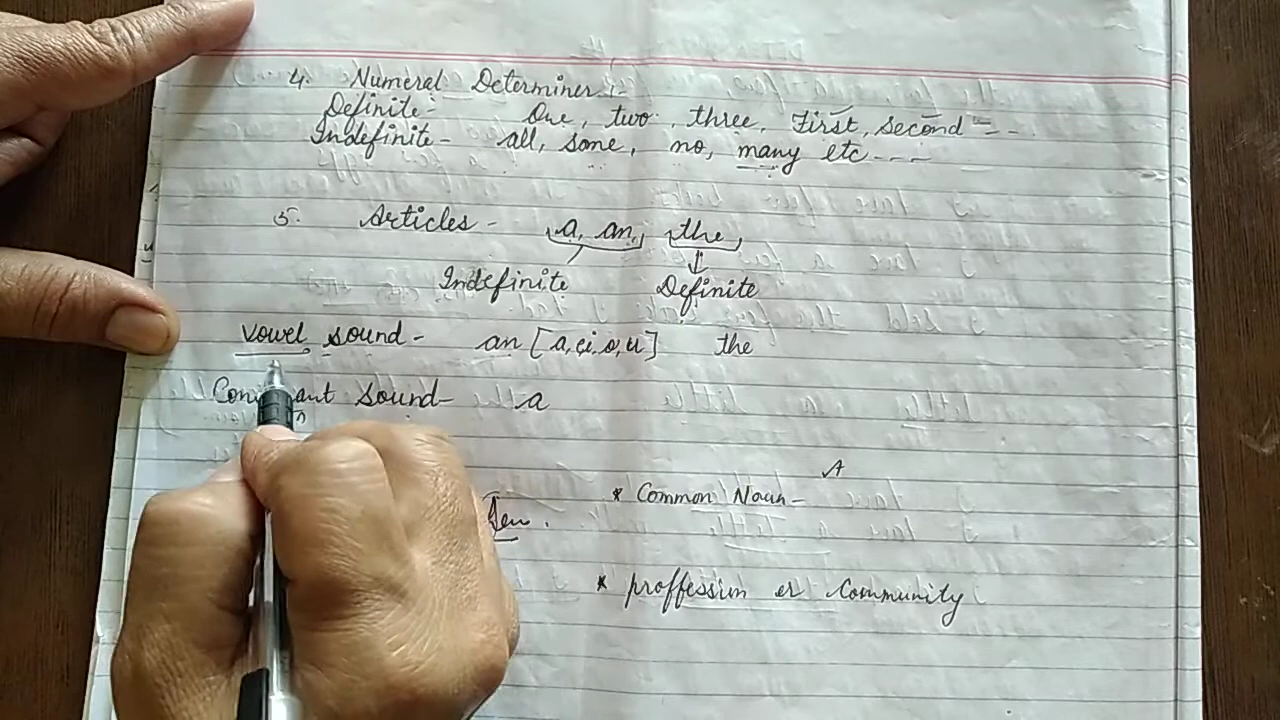 4. Numeral Determiner :-
Definite - One, two, three, First, Second - - -
Indefinite - all, some, no, many etc - - -
5. Articles - a, an, the,
Indefinite Definite
Vowel sound - an [a, e, i, o, u] the
sound - a
A
* Common Noun -
* proffession or Community